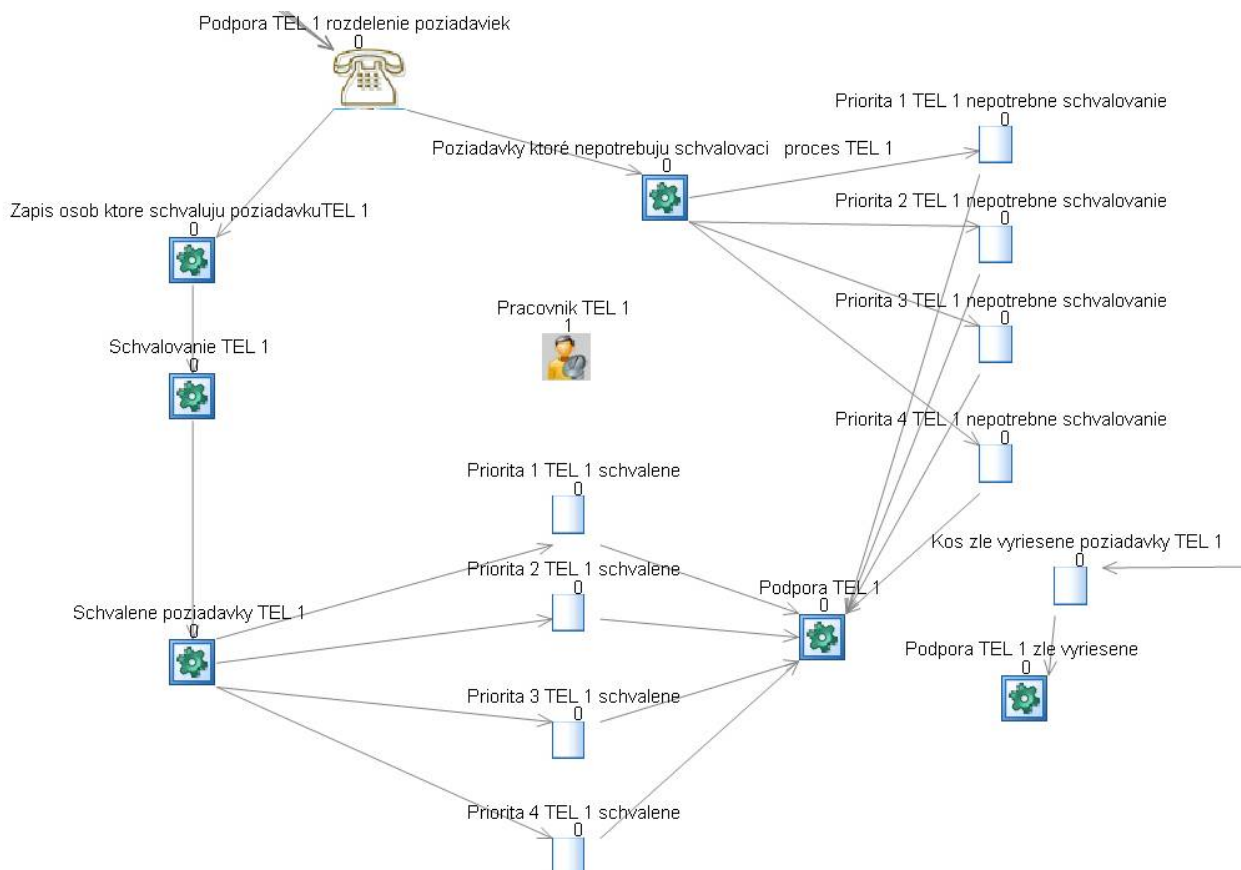 Podpora TEL 1 rozdelenie poziadaviek
0
Priorita 1 TEL 1 nepotrebne schvalovanie
0
Poziadavky ktoré nepotrebuju schvalovaci proces TEL 1
0
Priorita 2 TEL 1 nepotrebne schvalovanie
0
Zapis osob ktore schvaluju poziadavkuTEL 1
0
Priorita 3 TEL 1 nepotrebne schvalovanie
0
Pracovnik TEL 1
1
Schvalovanie TEL 1
0
Priorita 4 TEL 1 nepotrebne schvalovanie
0
Priorita 1 TEL 1 schvalene
0
Kos zle vyriesene poziadavky TEL 1
0
Priorita 2 TEL 1 schvalene
0
Podpora TEL 1
0
Schvalene poziadavky TEL 1
0
Podpora TEL 1 zle vyriesene
0
Priorita 3 TEL 1 schvalene
0
Priorita 4 TEL 1 schvalene
0